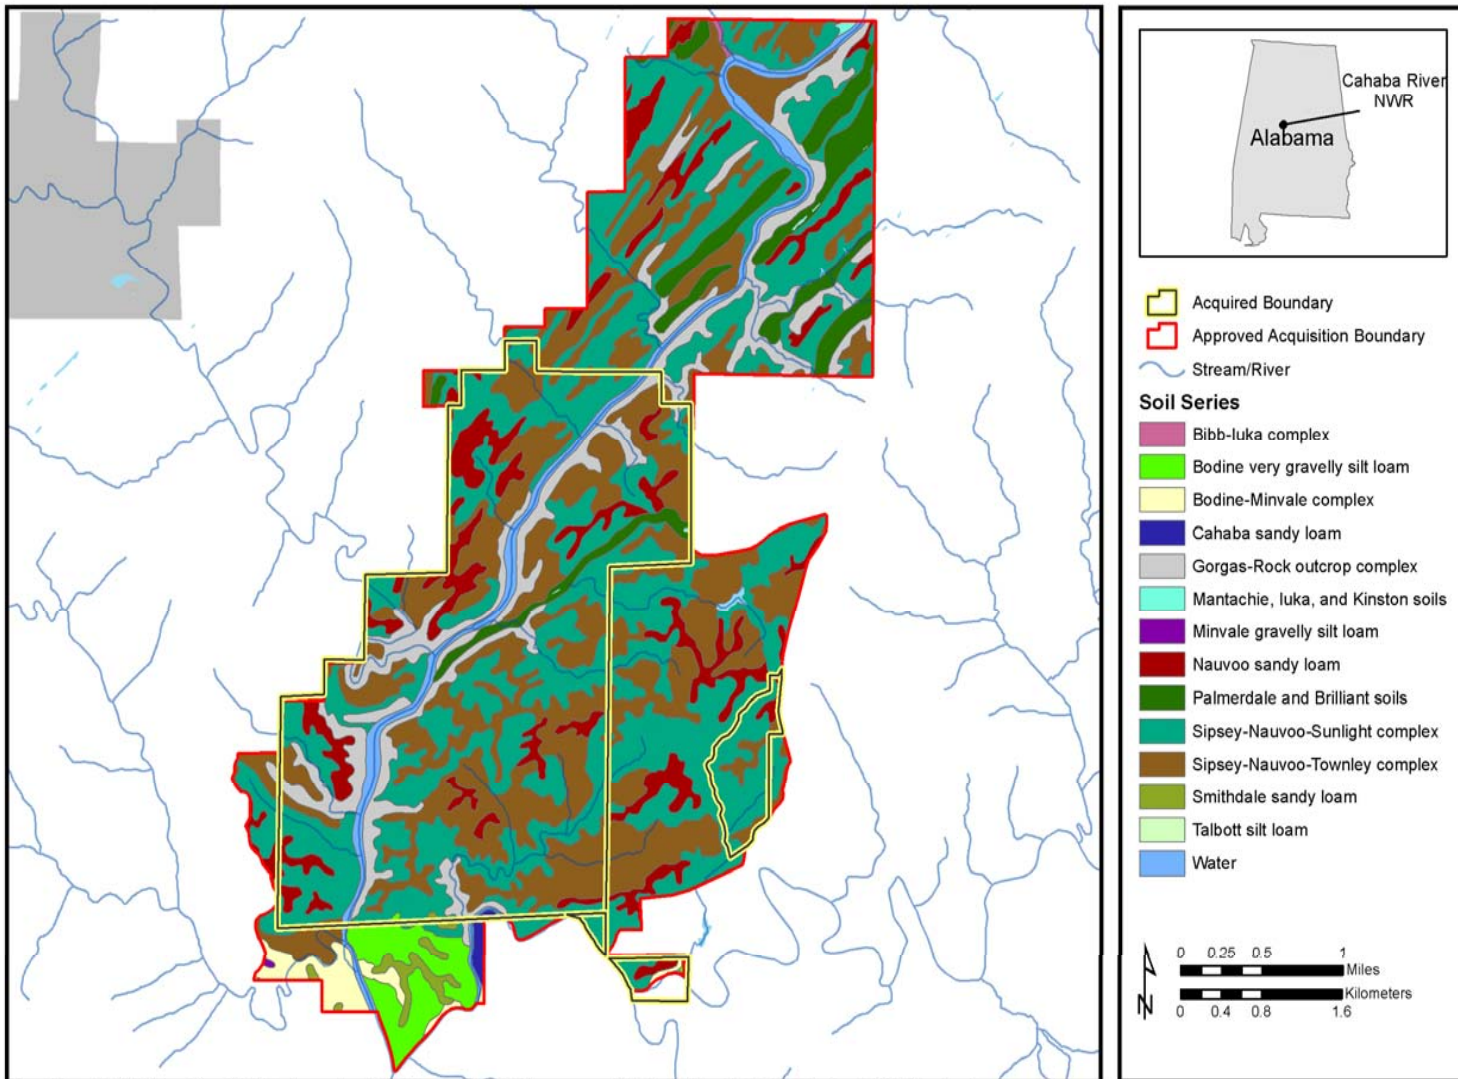 Cahaba River
NWR
Alabama
Acquired Boundary
Approved Acquisition Boundary
Stream/River
Soil Series
Bibb-Iuka complex
Bodine very gravelly silt loam
Bodine-Minvale complex
Cahaba sandy loam
Gorgas-Rock outcrop complex
Mantachie, Iuka, and Kinston soils
Minvale gravelly silt loam
Nauvoo sandy loam
Palmerdale and Brilliant soils
Sipsey-Nauvoo-Sunlight complex
Sipsey-Nauvoo-Townley complex
Smithdale sandy loam
Talbott silt loam
Water
0 0.25 0.5 1
Miles
Kilometers
0 0.4 0.8 1.6
N